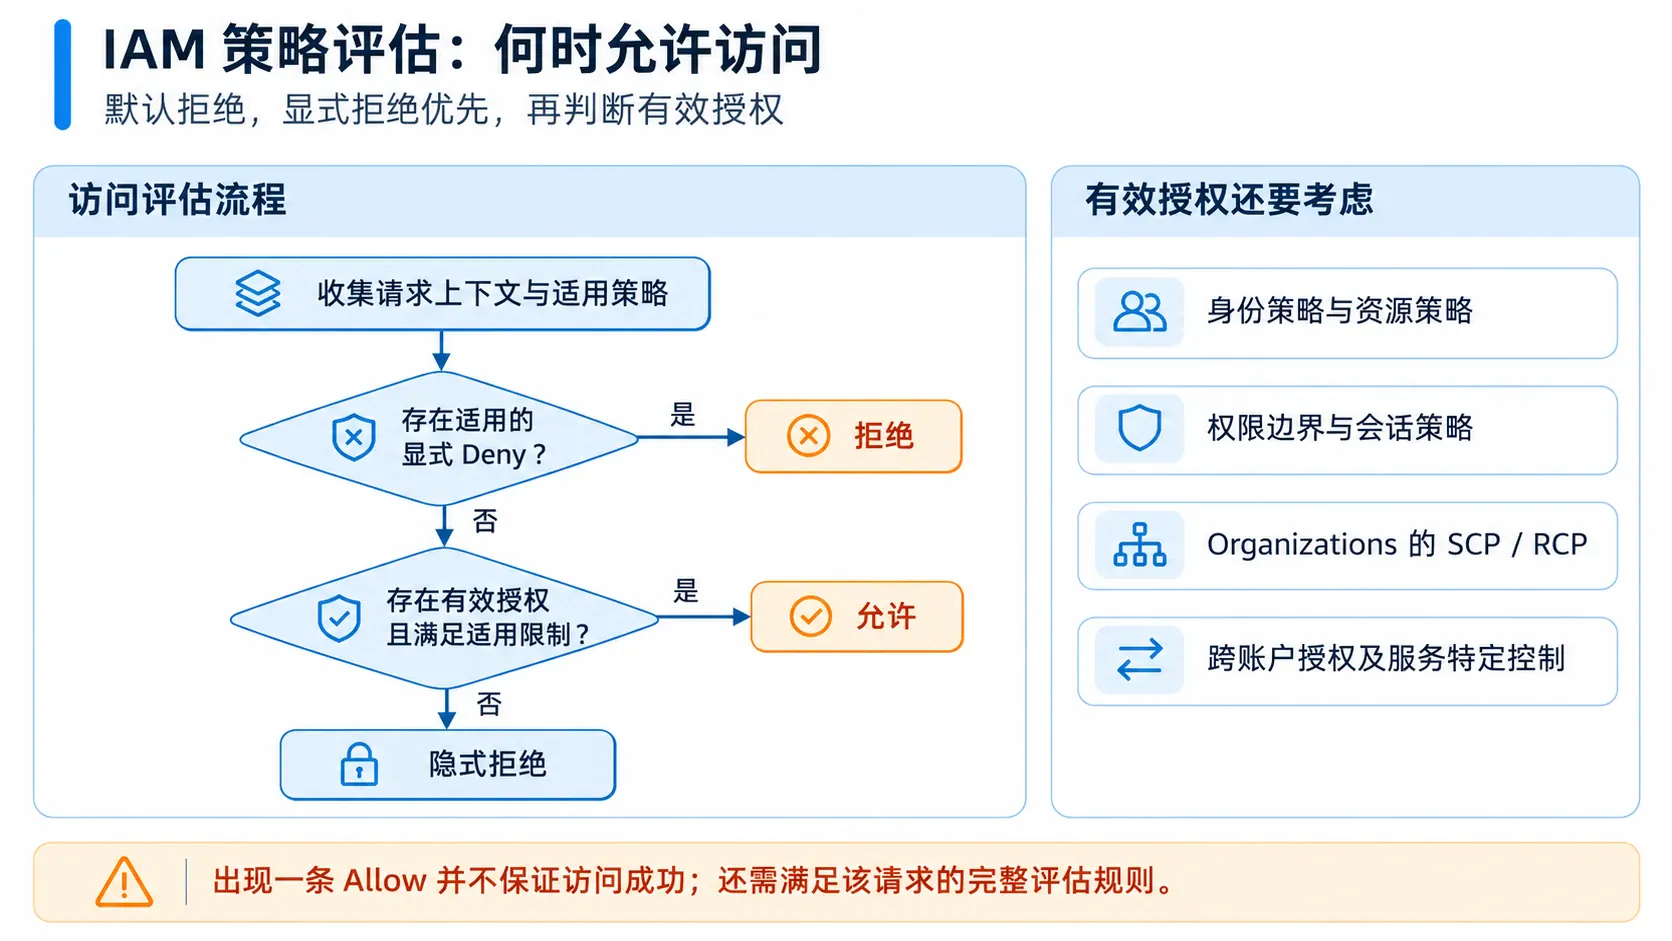 IAM 策略评估：何时允许访问
默认拒绝，显式拒绝优先，再判断有效授权
访问评估流程
收集请求上下文与适用策略
存在适用的
显式 Deny？
是
拒绝
否
存在有效授权
且满足适用限制？
是
允许
否
隐式拒绝
有效授权还要考虑
身份策略与资源策略
权限边界与会话策略
Organizations 的 SCP / RCP
跨账户授权及服务特定控制
出现一条 Allow 并不保证访问成功；还需满足该请求的完整评估规则。